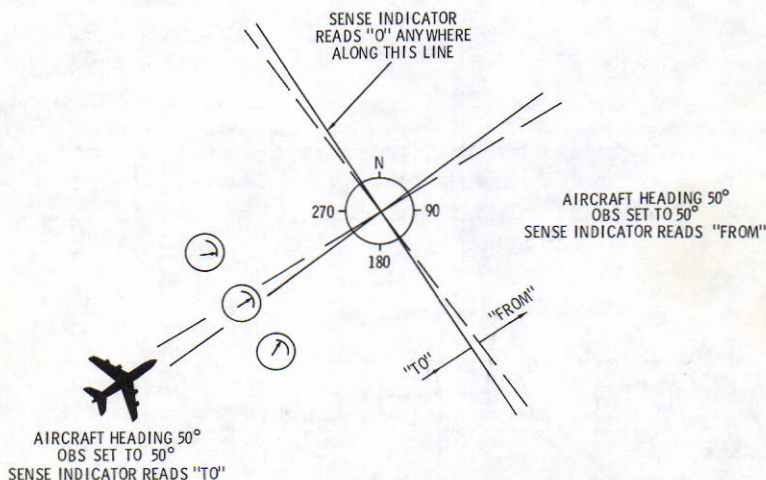 SENSE INDICATOR
READS "0" ANYWHERE
ALONG THIS LINE
N
270
90
180
AIRCRAFT HEADING 50°
OBS SET TO 50°
SENSE INDICATOR READS "FROM"
"FROM"
"TO"
AIRCRAFT HEADING 50°
OBS SET TO 50°
SENSE INDICATOR READS "TO"